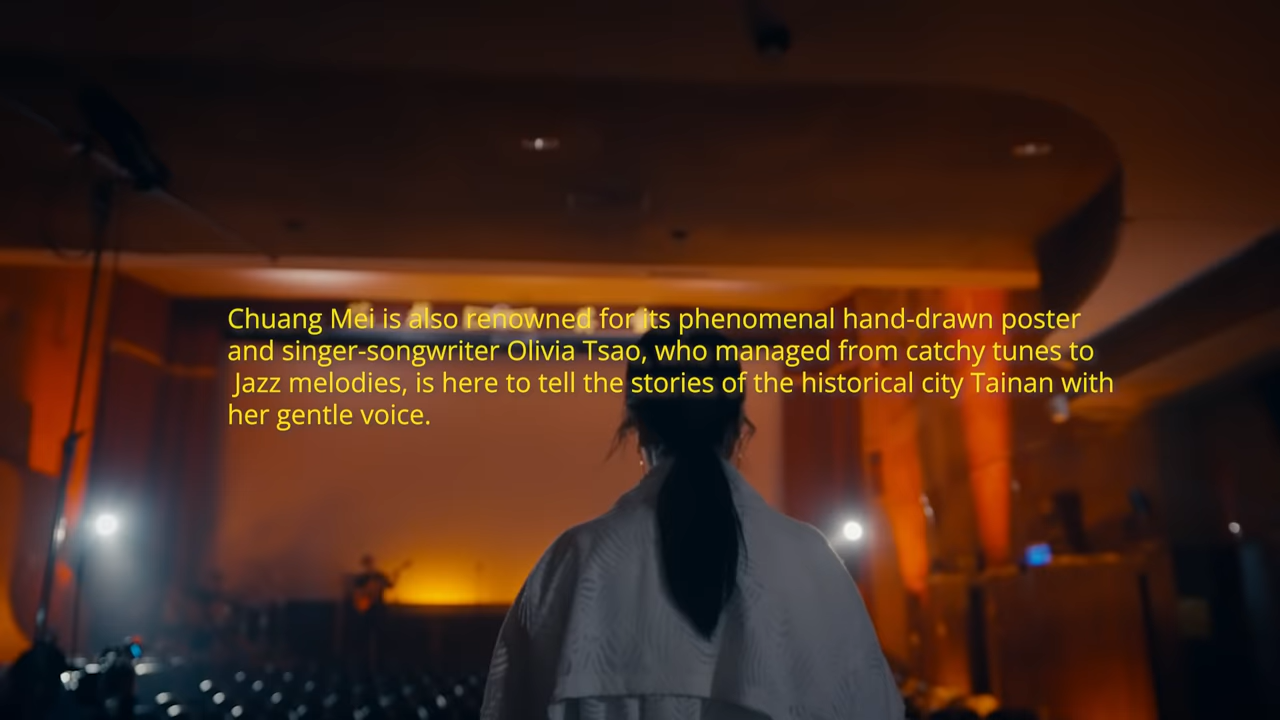 Chuang Mei is also renowned for its phenomenal hand-drawn poster
and singer-songwriter Olivia Tsao, who managed from catchy tunes to
Jazz melodies, is here to tell the stories of the historical city Tainan with
her gentle voice.